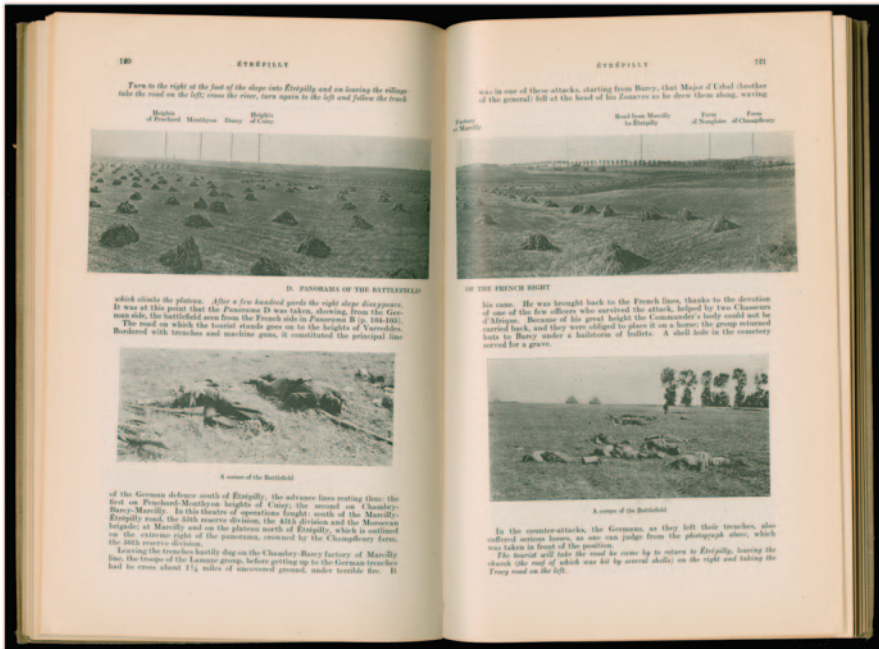 120
ÉTRÉPILLY
Turn to the right at the foot of the slope into Étrépilly and on leaving the village
take the road on the left; cross the river, turn again to the left and follow the track
Heights
of Penchard Monthyon Ducy Heights
of Cuisy
D. PANORAMA OF THE BATTLEFIELD
which climbs the plateau. After a few hundred yards the right slope disappears.
It was at this point that the Panorama D was taken, showing, from the Ger-
man side, the battlefield seen from the French side in Panorama B (p. 104-105).
The road on which the tourist stands goes on to the heights of Varreddes.
Bordered with trenches and machine guns, it constituted the principal line
A corner of the Battlefield
of the German defence south of Étrépilly, the advance lines resting thus: the
first on Penchard-Monthyon heights of Cuisy; the second on Chambry-
Barcy-Marcilly. In this theatre of operations fought: south of the Marcilly-
Étrépilly road, the 55th reserve division, the 45th division and the Moroccan
brigade; at Marcilly and on the plateau north of Étrépilly, which is outlined
on the extreme right of the panorama, crowned by the Champfleury farm,
the 56th reserve division.
Leaving the trenches hastily dug on the Chambry-Barcy factory of Marcilly
line, the troops of the Lamaze group, before getting up to the German trenches
had to cross about 1¼ miles of uncovered ground, under terrible fire. It
ÉTRÉPILLY
121
was in one of these attacks, starting from Barcy, that Major d'Urbal (brother
of the general) fell at the head of his Zouaves as he drew them along, waving
Factory
at Marcilly
Road from Marcilly
to Étrépilly
Farm
of Nongloire
Farm
of Champfleury
OF THE FRENCH RIGHT
his cane. He was brought back to the French lines, thanks to the devotion
of one of the few officers who survived the attack, helped by two Chasseurs
d'Afrique. Because of his great height the Commander's body could not be
carried back, and they were obliged to place it on a horse; the group returned
thus to Barcy under a hailstorm of bullets. A shell hole in the cemetery
served for a grave.
A corner of the Battlefield
In the counter-attacks, the Germans, as they left their trenches, also
suffered serious losses, as one can judge from the photograph above, which
was taken in front of the position.
The tourist will take the road he came by to return to Étrépilly, leaving the
church (the roof of which was hit by several shells) on the right and taking the
Trocy road on the left.